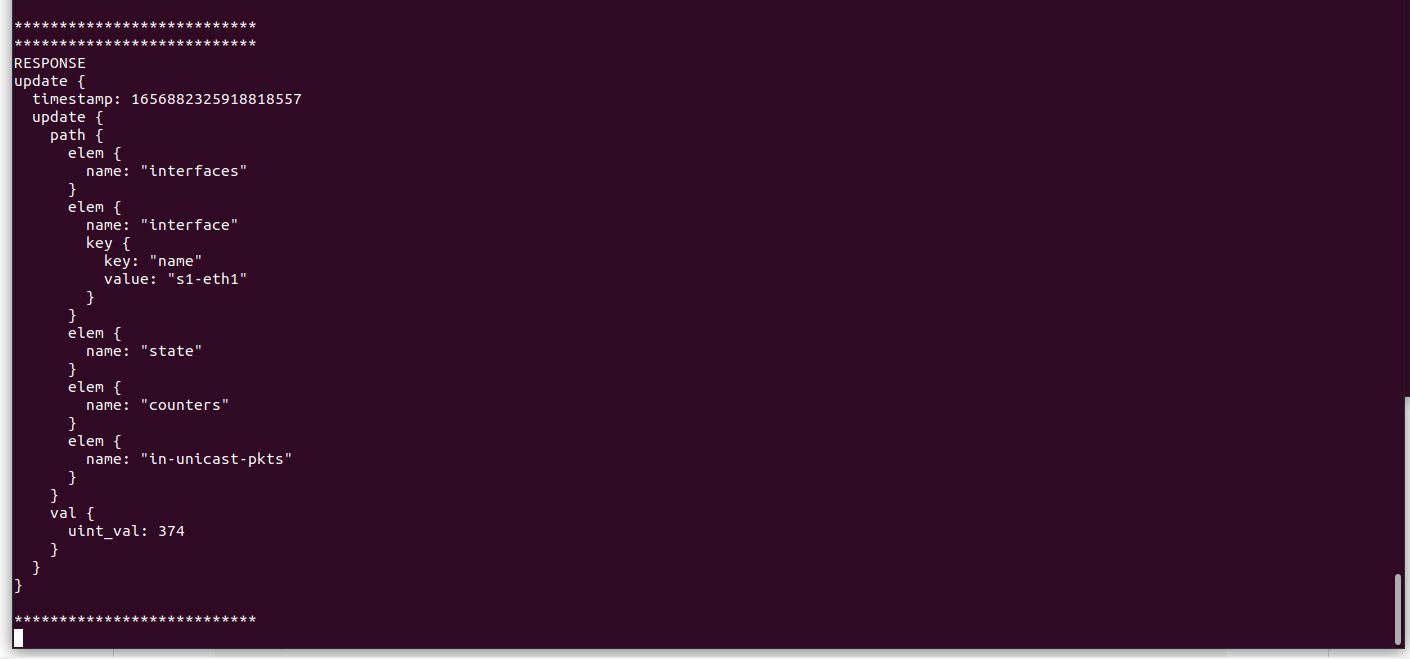 ***************************
***************************
RESPONSE
update {
  timestamp: 1656882325918818557
  update {
    path {
      elem {
        name: "interfaces"
      }
      elem {
        name: "interface"
        key {
          key: "name"
          value: "s1-eth1"
        }
      }
      elem {
        name: "state"
      }
      elem {
        name: "counters"
      }
      elem {
        name: "in-unicast-pkts"
      }
    }
    val {
      uint_val: 374
    }
  }
}
***************************